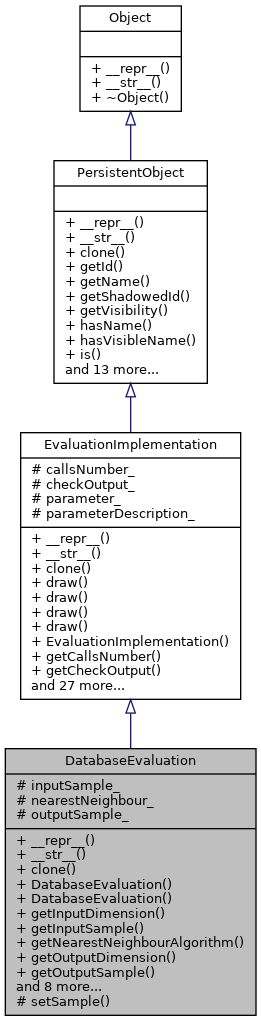 Object
+ __repr__()
+ __str__()
+ ~Object()
PersistentObject
+ __repr__()
+ __str__()
+ clone()
+ getId()
+ getName()
+ getShadowedId()
+ getVisibility()
+ hasName()
+ hasVisibleName()
+ is()
and 13 more...
EvaluationImplementation
# callsNumber_
# checkOutput_
# parameter_
# parameterDescription_
+ __repr__()
+ __str__()
+ clone()
+ draw()
+ draw()
+ draw()
+ draw()
+ EvaluationImplementation()
+ getCallsNumber()
+ getCheckOutput()
and 27 more...
DatabaseEvaluation
# inputSample_
# nearestNeighbour_
# outputSample_
+ __repr__()
+ __str__()
+ clone()
+ DatabaseEvaluation()
+ DatabaseEvaluation()
+ getInputDimension()
+ getInputSample()
+ getNearestNeighbourAlgorithm()
+ getOutputDimension()
+ getOutputSample()
and 8 more...
# setSample()